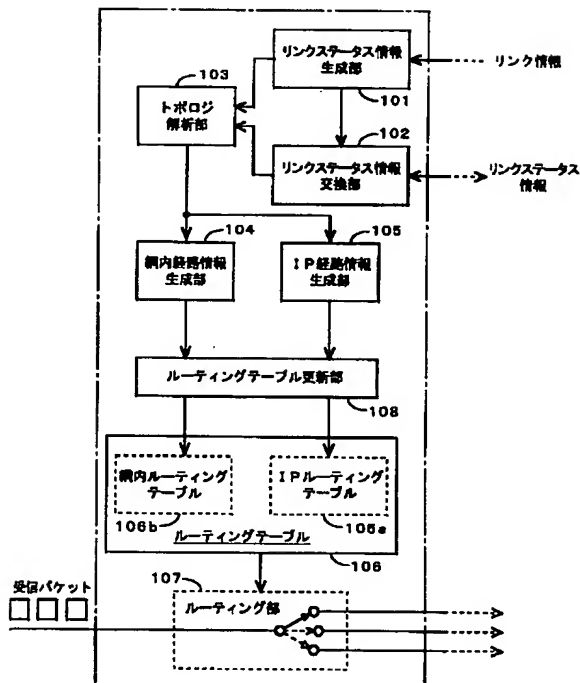 103
リンクステータス情報
生成部
リンク情報
トポロジ
解析部
101
102
リンクステータス情報
交換部
リンクステータス
情報
104
105
網内経路情報
生成部
IP経路情報
生成部
ルーティングテーブル更新部
108
網内ルーティング
テーブル
IPルーティング
テーブル
106b
106a
ルーティングテーブル
106
107
受信パケット
ルーティング部